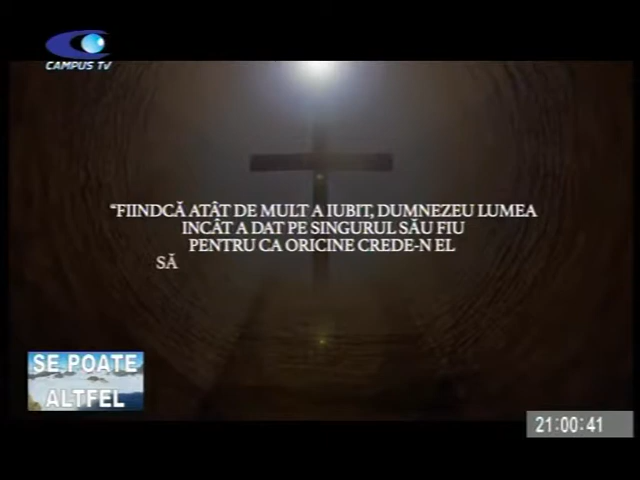 CAMPUS TV
“FIINDCĂ ATÂT DE MULT A IUBIT, DUMNEZEU LUMEA
INCÂT A DAT PE SINGURUL SĂU FIU
PENTRU CA ORICINE CREDE-N EL
SĂ
SE POATE
ALTFEL
21:00:41